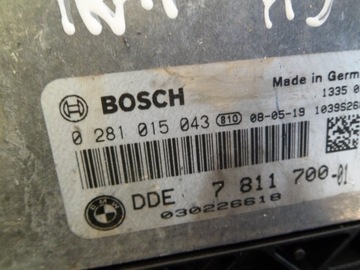 BOSCH
Made in Germ
1335 0
0 281 015 043 810 08-05-19 1039S26
DDE 7 811 700-01
030226618